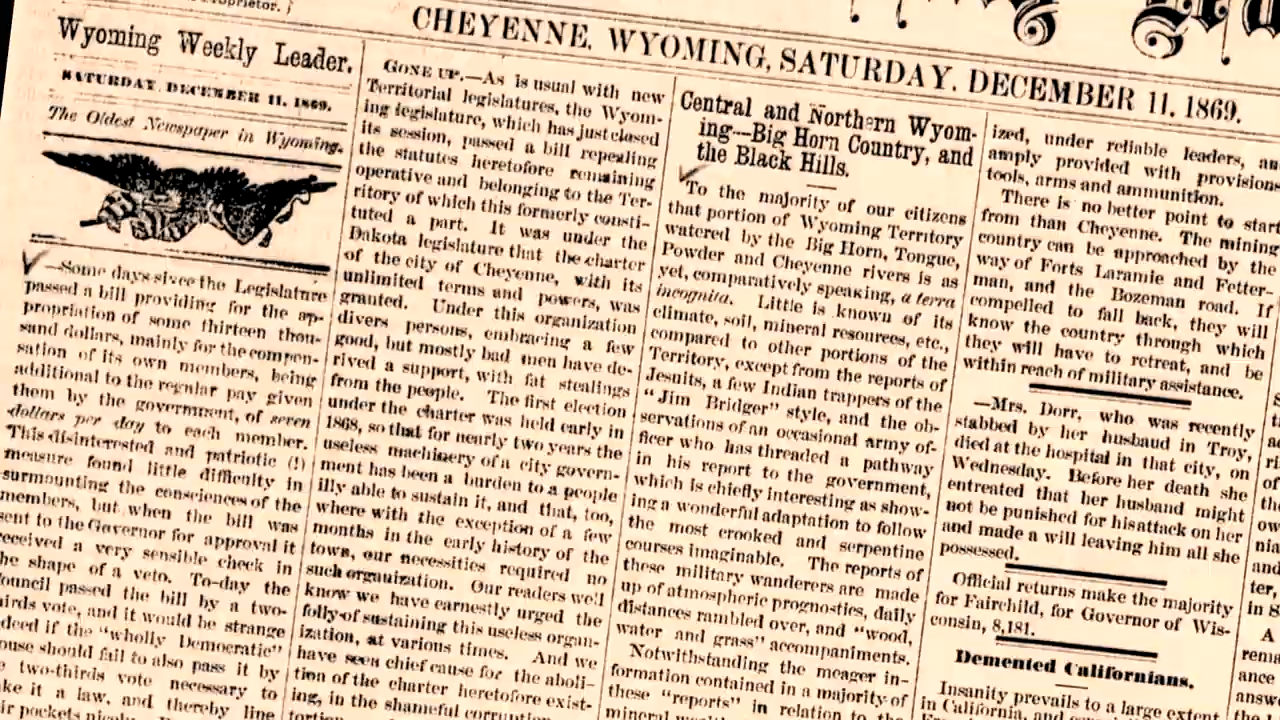 Proprietor. }
CHEYENNE, WYOMING, SATURDAY, DECEMBER 11, 1869.
Wyoming Weekly Leader.
SATURDAY, DECEMBER 11, 1869.
The Oldest Newspaper in Wyoming.
—Some days since the Legislature
passed a bill providing for the ap-
propriation of some thirteen thou-
sand dollars, mainly for the compen-
sation of its own members, being
additional to the regular pay given
them by the government, of seven
dollars per day to each member.
This disinterested and patriotic (!)
measure found little difficulty in
surmounting the consciences of the
members, but when the bill was
sent to the Governor for approval it
received a very sensible check in
the shape of a veto. To-day the
Council passed the bill by a two-
thirds vote, and it would be strange
indeed if the "wholly Democratic"
House should fail to also pass it by
the two-thirds vote necessary to
make it a law, and thereby line
their pockets nicely.
GONE UP.—As is usual with new
Territorial legislatures, the Wyom-
ing legislature, which has just closed
its session, passed a bill repealing
the statutes heretofore remaining
operative and belonging to the Ter-
ritory of which this formerly consti-
tuted a part. It was under the
Dakota legislature that the charter
of the city of Cheyenne, with its
unlimited terms and powers, was
granted. Under this organization
divers persons, embracing a few
good, but mostly bad men have de-
rived a support, with fat stealings
from the people. The first election
under the charter was held early in
1868, so that for nearly two years the
useless machinery of a city govern-
ment has been a burden to a people
illy able to sustain it, and that, too,
where with the exception of a few
months in the early history of the
town, our necessities required no
such organization. Our readers we'l
know we have earnestly urged the
folly of sustaining this useless organ-
ization, at various times. And we
have seen chief cause for the aboli-
tion of the charter heretofore exist-
ing, in the shameful corruption
Central and Northern Wyom-
ing—Big Horn Country, and
the Black Hills.
To the majority of our citizens
that portion of Wyoming Territory
watered by the Big Horn, Tongue,
Powder and Cheyenne rivers is as
yet, comparatively speaking, a terra
incognita. Little is known of its
climate, soil, mineral resources, etc.,
compared to other portions of the
Territory, except from the reports of
Jesuits, a few Indian trappers of the
"Jim Bridger" style, and the ob-
servations of an occasional army of-
ficer who has threaded a pathway
in his report to the government,
which is chiefly interesting as show-
ing a wonderful adaptation to follow
the most crooked and serpentine
courses imaginable. The reports of
these military wanderers are made
up of atmospheric prognostics, daily
distances rambled over, and "wood,
water and grass" accompaniments.
Notwithstanding the meager in-
formation contained in a majority of
these "reports" in relation to the
mineral
ized, under reliable leaders, an
amply provided with provisions
tools, arms and ammunition.
There is no better point to start
from than Cheyenne. The mining
country can be approached by the
way of Forts Laramie and Fetter-
man, and the Bozeman road. If
compelled to fall back, they will
know the country through which
they will have to retreat, and be
within reach of military assistance.
—Mrs. Dorr, who was recently
stabbed by her husbaud in Troy,
died at the hospital in that city, on
Wednesday. Before her death she
entreated that her husband might
not be punished for his attack on her
and made a will leaving him all she
possessed.
Official returns make the majority
for Fairchild, for Governor of Wis-
consin, 8,181.
Demented Californians.
Insanity prevails to a large extent
in California, and